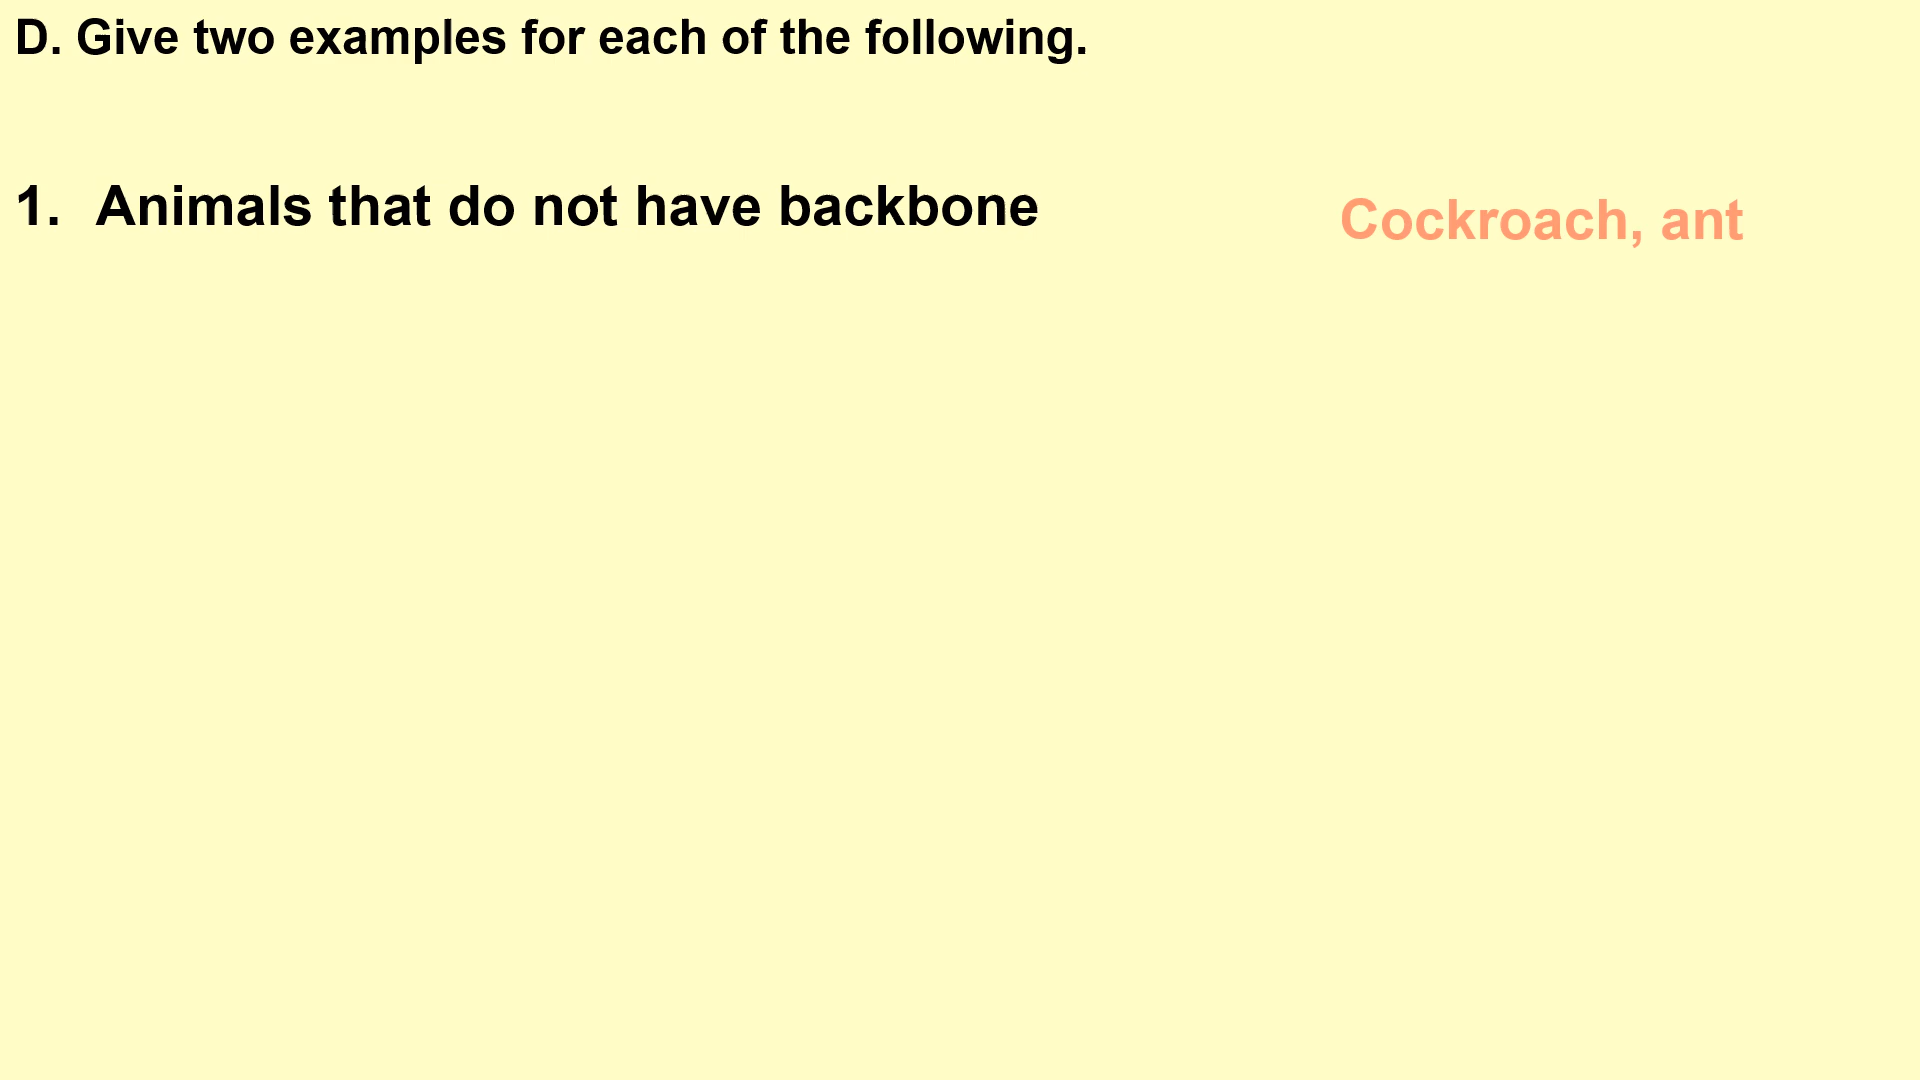 D. Give two examples for each of the following.
1. Animals that do not have backbone
Cockroach, ant